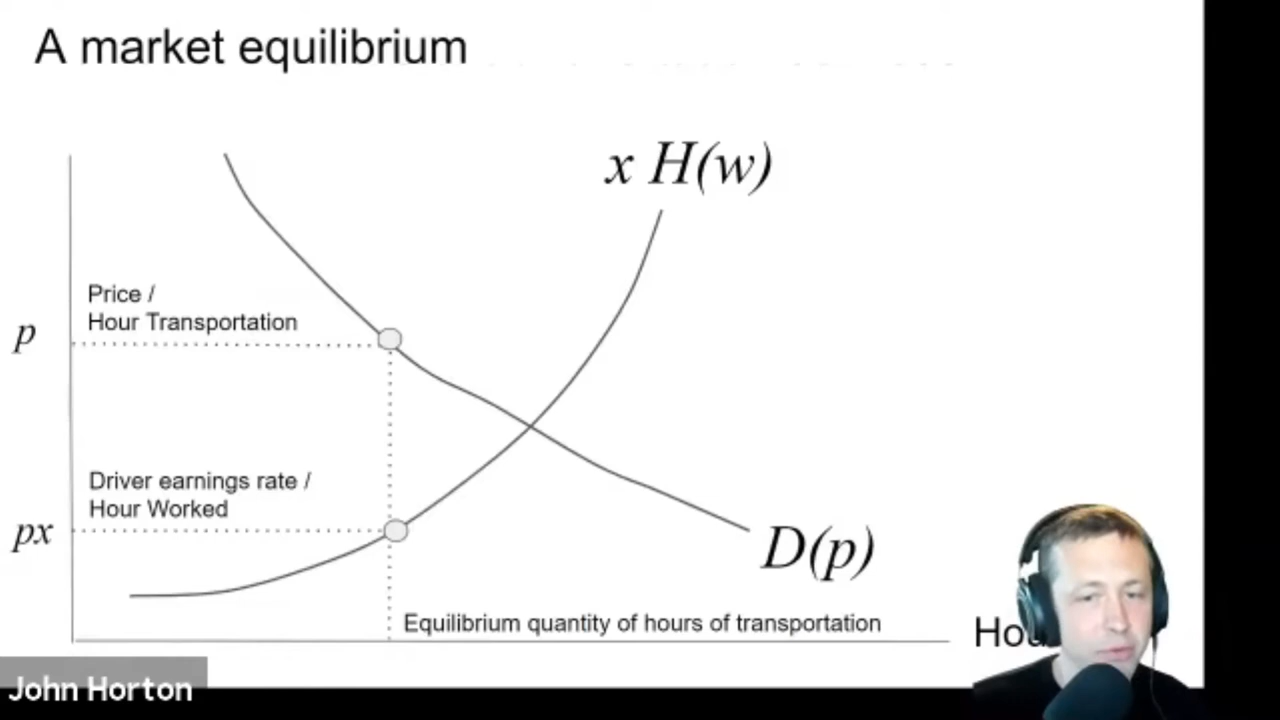 A market equilibrium
x H(w)
Price /
Hour Transportation
p
Driver earnings rate /
Hour Worked
px
D(p)
Equilibrium quantity of hours of transportation
John Horton